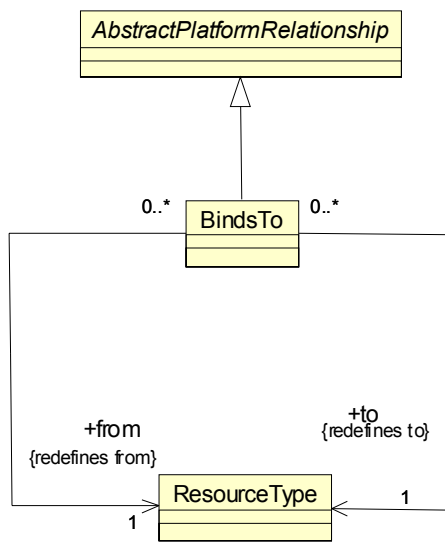 AbstractPlatformRelationship
0..*
BindsTo
0..*
+from
{redefines from}
+to
{redefines to}
ResourceType
1
1